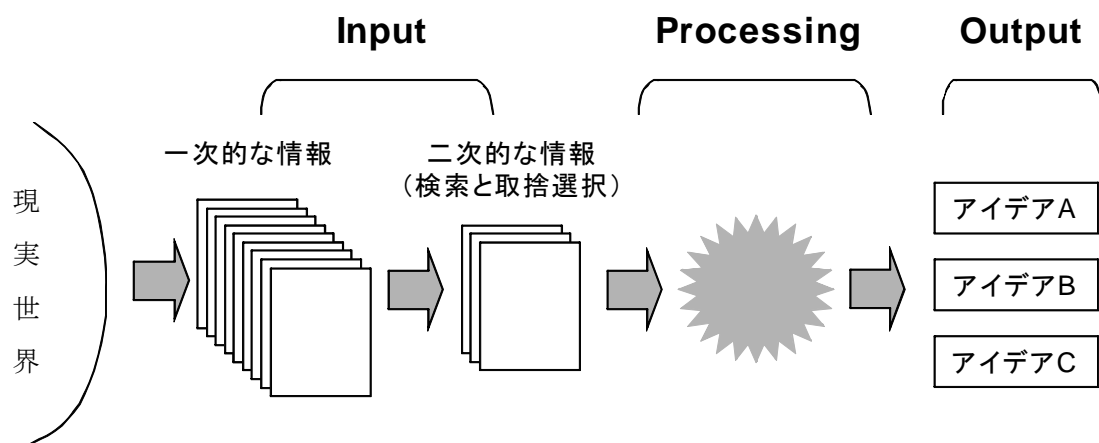 Input
Processing
Output
一次的な情報
二次的な情報
（検索と取捨選択）
現
実
世
界
アイデアA
アイデアB
アイデアC